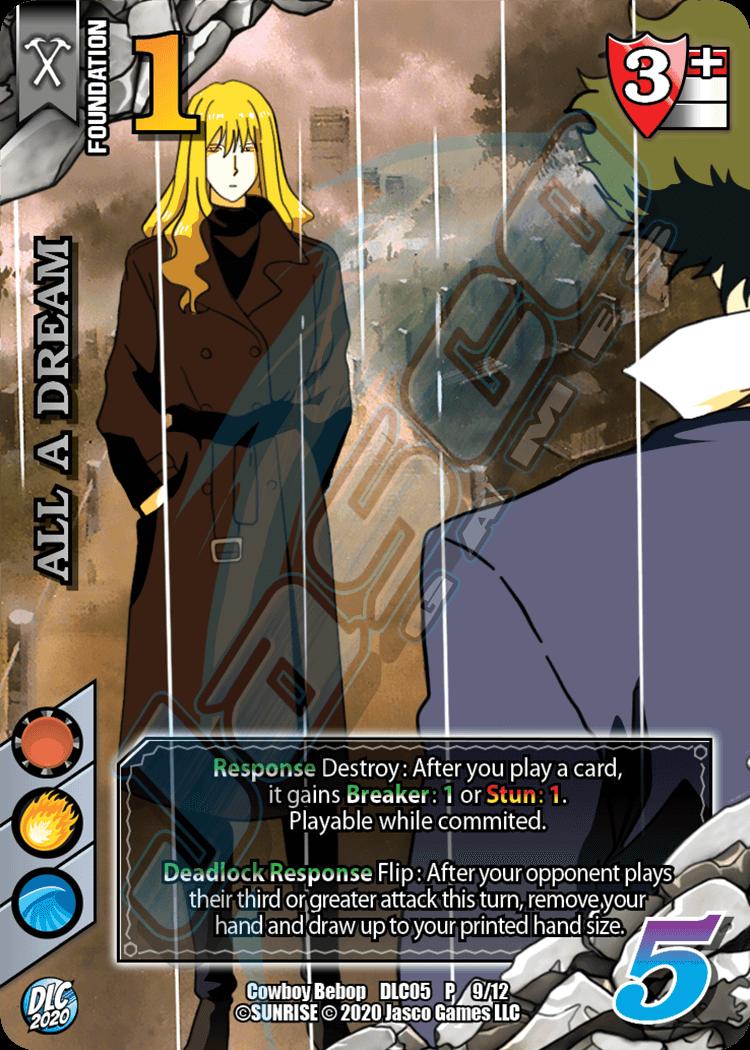 FOUNDATION
1
3+
ALL A DREAM
Response Destroy: After you play a card,
it gains Breaker: 1 or Stun: 1.
Playable while commited.
Deadlock Response Flip: After your opponent plays
their third or greater attack this turn, remove your
hand and draw up to your printed hand size.
5
DLC
2020
Cowboy Bebop DLC05 P 9/12
©SUNRISE © 2020 Jasco Games LLC
JASCO
GAMES